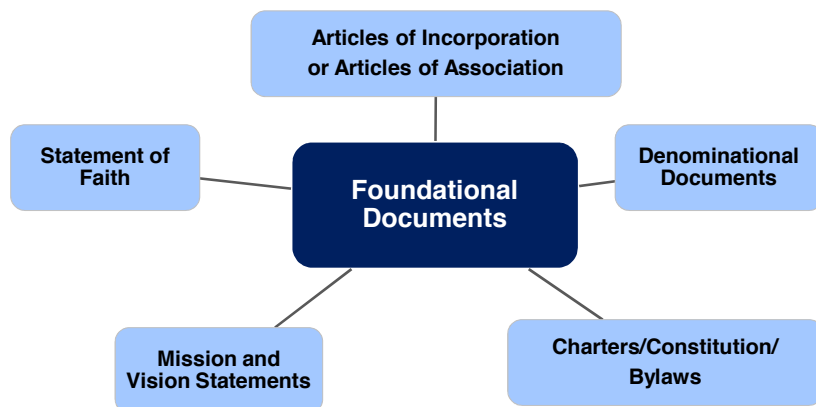 Articles of Incorporation
or Articles of Association
Statement of
Faith
Foundational
Documents
Denominational
Documents
Mission and
Vision Statements
Charters/Constitution/
Bylaws